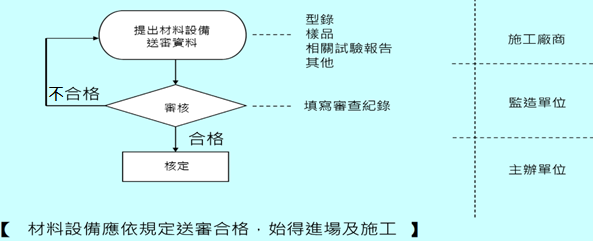 提出材料設備
送審資料
型錄
樣品
相關試驗報告
其他
施工廠商
不合格
審核
填寫審查紀錄
監造單位
合格
核定
主辦單位
【 材料設備應依規定送審合格，始得進場及施工 】